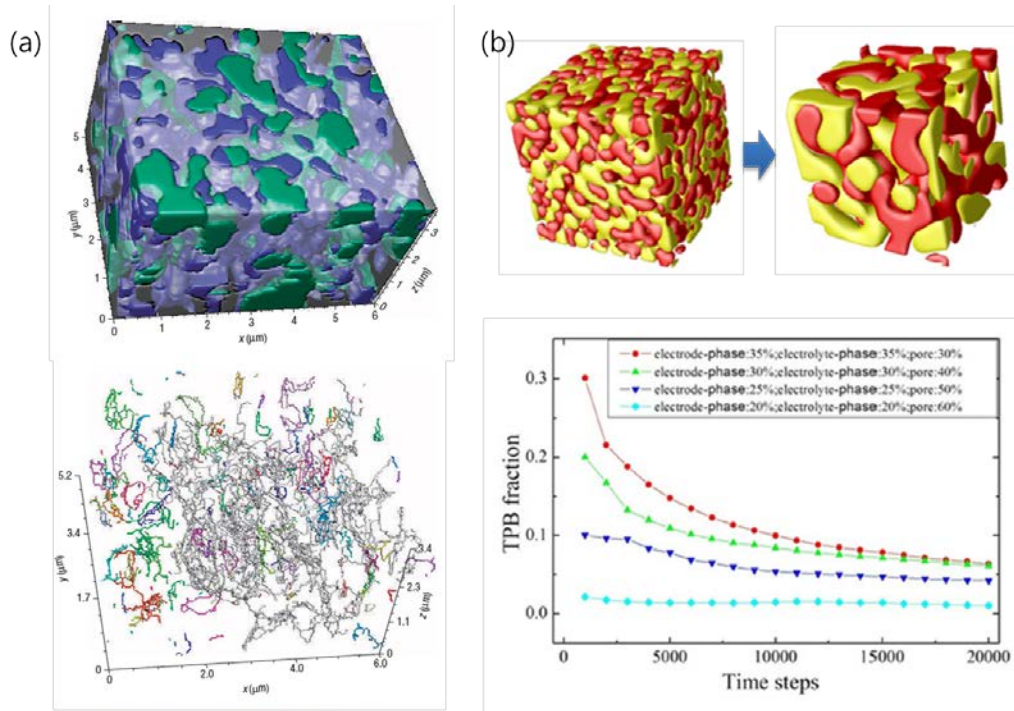 (a)
(b)
5
4
3
2
1
0
y (μm)
0
1
2
3
4
5
6
x (μm)
0
1
2
3
z (μm)
5.2
3.4
1.7
0
y (μm)
2.0
4.0
6.0
x (μm)
0
1.1
2.3
3.4
z (μm)
electrode-phase:35%;electrolyte-phase:35%;pore:30%
electrode-phase:30%;electrolyte-phase:30%;pore:40%
electrode-phase:25%;electrolyte-phase:25%;pore:50%
electrode-phase:20%;electrolyte-phase:20%;pore:60%
0.3
0.2
0.1
0.0
TPB fraction
0
5000
10000
15000
20000
Time steps